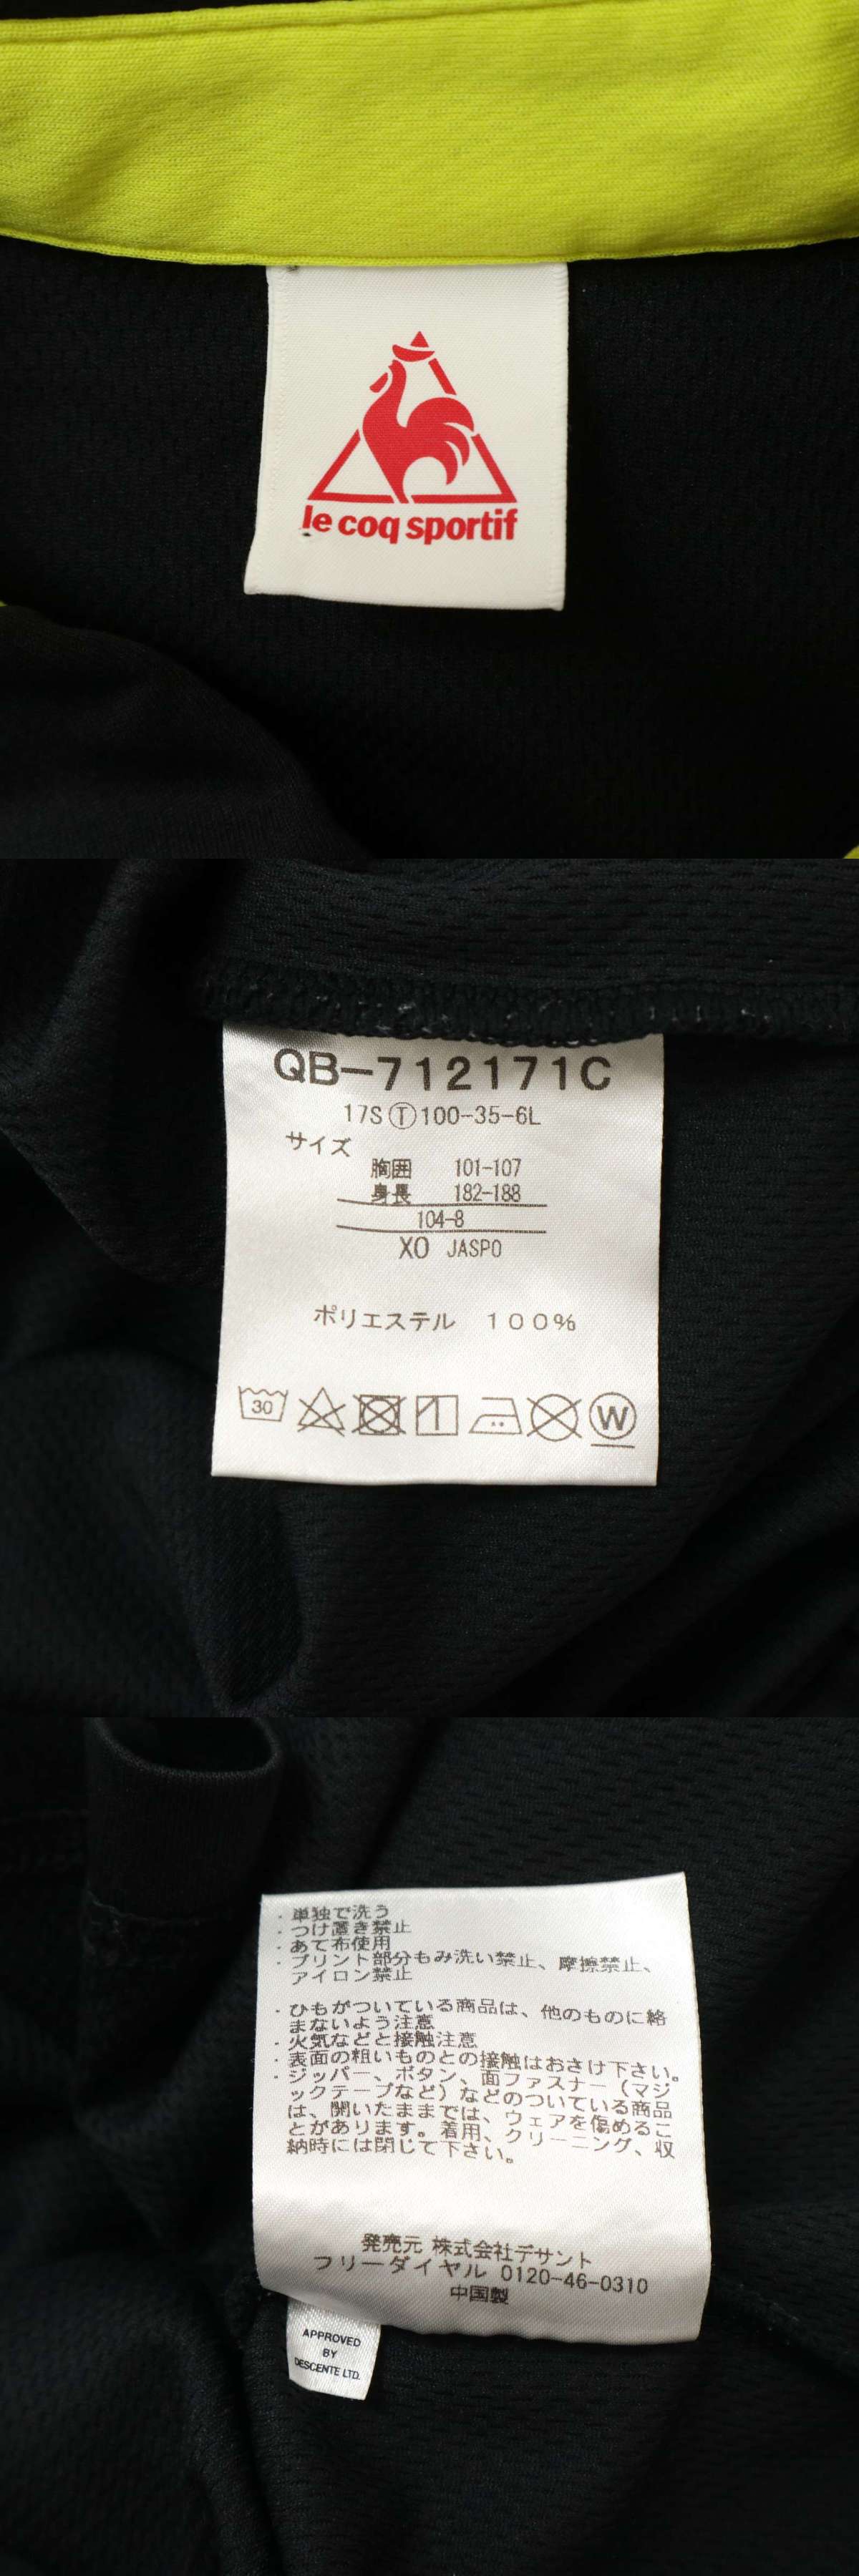 le coq sportif
QB-712171C
17S Ⓣ 100-35-6L
サイズ
胸囲 101-107
身長 182-188
104-8
XO JASPO
ポリエステル 100%
30
W
・単独で洗う
・つけ置き禁止
・あて布使用
・プリント部分もみ洗い禁止、摩擦禁止、
アイロン禁止
・ひもがついている商品は、他のものに絡
まないよう注意
・火気などと接触注意
・表面の粗いものとの接触はおさけ下さい。
・ジッパー、ボタン、面ファスナー（マジ
ックテープなど）などのついている商品
は、開いたままでは、ウェアを傷めるこ
とがあります。着用、クリーニング、収
納時には閉じて下さい。
発売元 株式会社デサント
フリーダイヤル 0120-46-0310
中国製
APPROVED
BY
DESCENTE LTD.